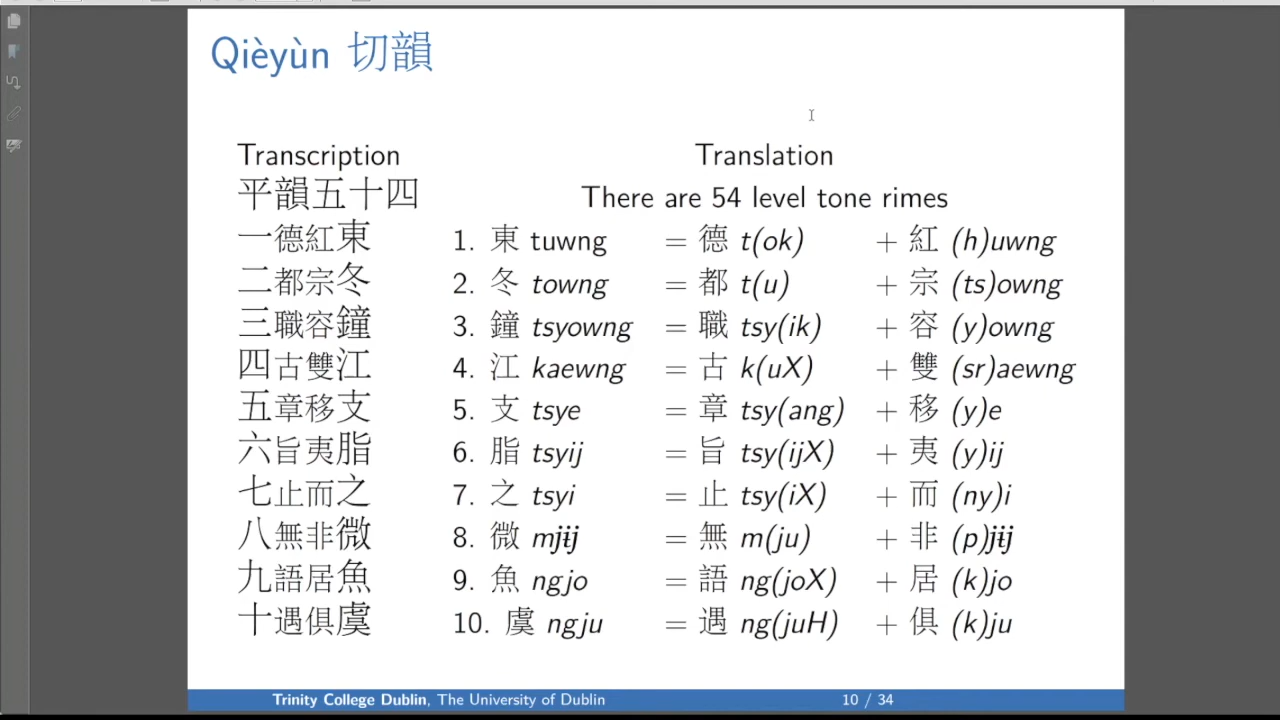 Qièyùn 切韻
Transcription Translation
平韻五十四 There are 54 level tone rimes
一德紅東 1. 東 tuwng = 德 t(ok) + 紅 (h)uwng
二都宗冬 2. 冬 towng = 都 t(u) + 宗 (ts)owng
三職容鐘 3. 鐘 tsyowng = 職 tsy(ik) + 容 (y)owng
四古雙江 4. 江 kaewng = 古 k(uX) + 雙 (sr)aewng
五章移支 5. 支 tsye = 章 tsy(ang) + 移 (y)e
六旨夷脂 6. 脂 tsyij = 旨 tsy(ijX) + 夷 (y)ij
七止而之 7. 之 tsyi = 止 tsy(iX) + 而 (ny)i
八無非微 8. 微 mjɨj = 無 m(ju) + 非 (p)jɨj
九語居魚 9. 魚 ngjo = 語 ng(joX) + 居 (k)jo
十遇俱虞 10. 虞 ngju = 遇 ng(juH) + 俱 (k)ju
Trinity College Dublin, The University of Dublin 10 / 34